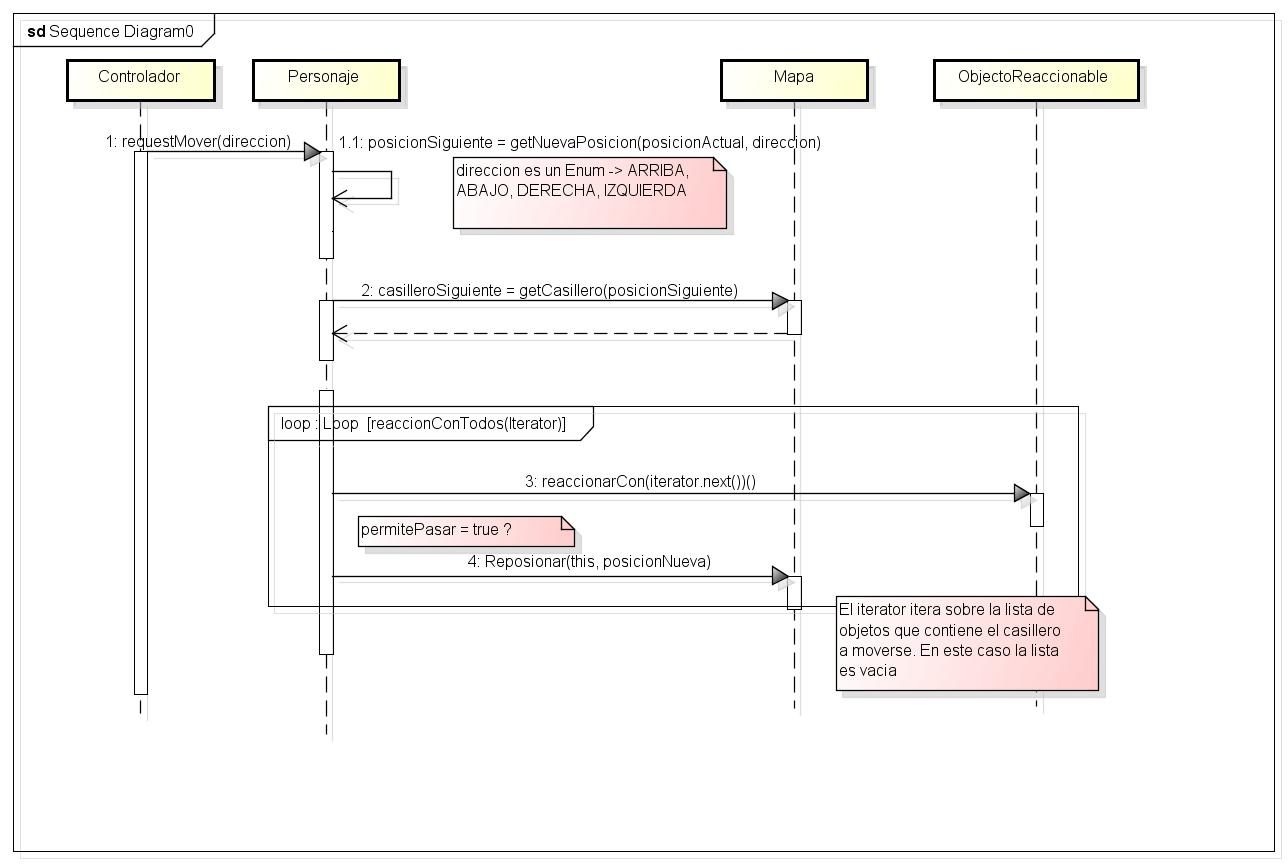 sd Sequence Diagram0
Controlador
Personaje
Mapa
ObjectoReaccionable
1: requestMover(direccion)
1.1: posicionSiguiente = getNuevaPosicion(posicionActual, direccion)
direccion es un Enum -> ARRIBA,
ABAJO, DERECHA, IZQUIERDA
2: casilleroSiguiente = getCasillero(posicionSiguiente)
loop : Loop [reaccionConTodos(Iterator)]
3: reaccionarCon(iterator.next())()
permitePasar = true ?
4: Reposionar(this, posicionNueva)
El iterator itera sobre la lista de
objetos que contiene el casillero
a moverse. En este caso la lista
es vacia